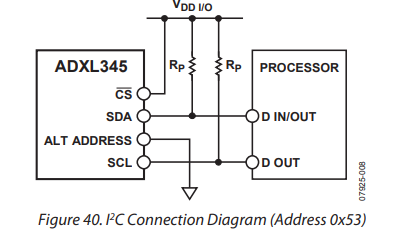 VDD I/O
ADXL345
RP
RP
PROCESSOR
C̅S̅
SDA
D IN/OUT
ALT ADDRESS
SCL
D OUT
07925-008
Figure 40. I²C Connection Diagram (Address 0x53)